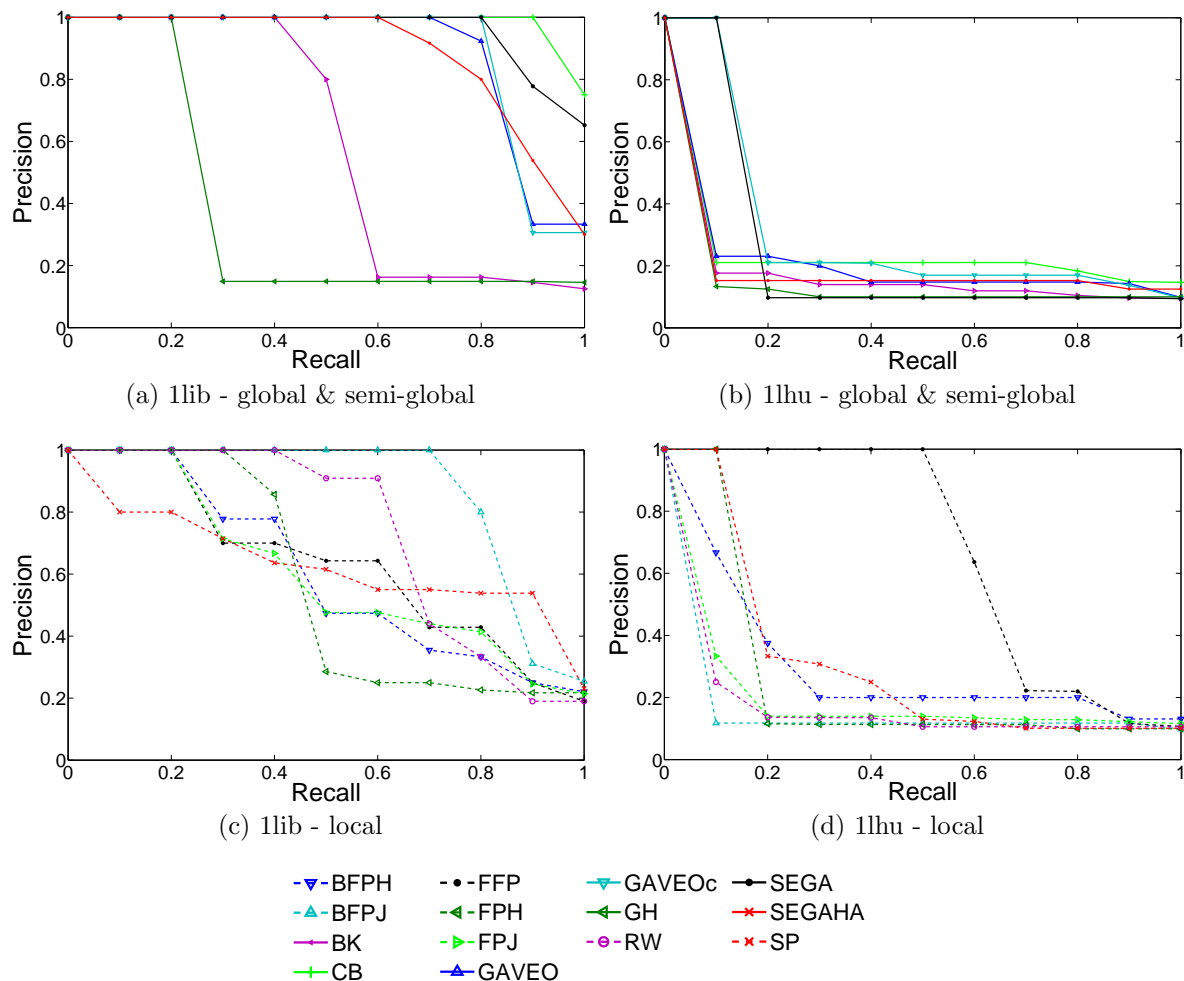 1
0.8
0.6
0.4
0.2
0
0 0.2 0.4 0.6 0.8 1
Precision
Recall
(a) 1lib - global & semi-global
1
0.8
0.6
0.4
0.2
0
0 0.2 0.4 0.6 0.8 1
Precision
Recall
(b) 1lhu - global & semi-global
1
0.8
0.6
0.4
0.2
0
0 0.2 0.4 0.6 0.8 1
Precision
Recall
(c) 1lib - local
1
0.8
0.6
0.4
0.2
0
0 0.2 0.4 0.6 0.8 1
Precision
Recall
(d) 1lhu - local
BFPH FFP GAVEOc SEGA
BFPJ FPH GH SEGAHA
BK FPJ RW SP
CB GAVEO